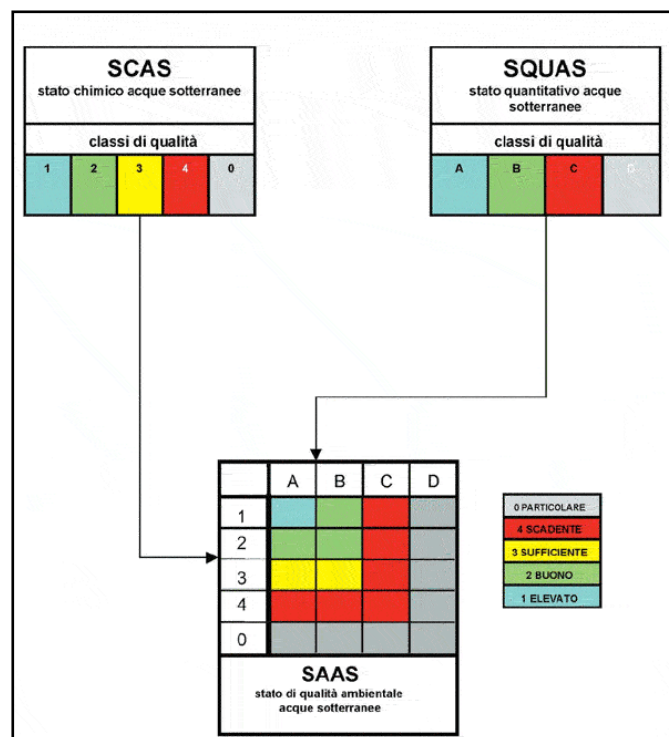 SCAS
stato chimico acque sotterranee
classi di qualità
1 2 3 4 0
SQUAS
stato quantitativo acque
sotterranee
classi di qualità
A B C D
A B C D
1
2
3
4
0
SAAS
stato di qualità ambientale
acque sotterranee
0 PARTICOLARE
4 SCADENTE
3 SUFFICIENTE
2 BUONO
1 ELEVATO